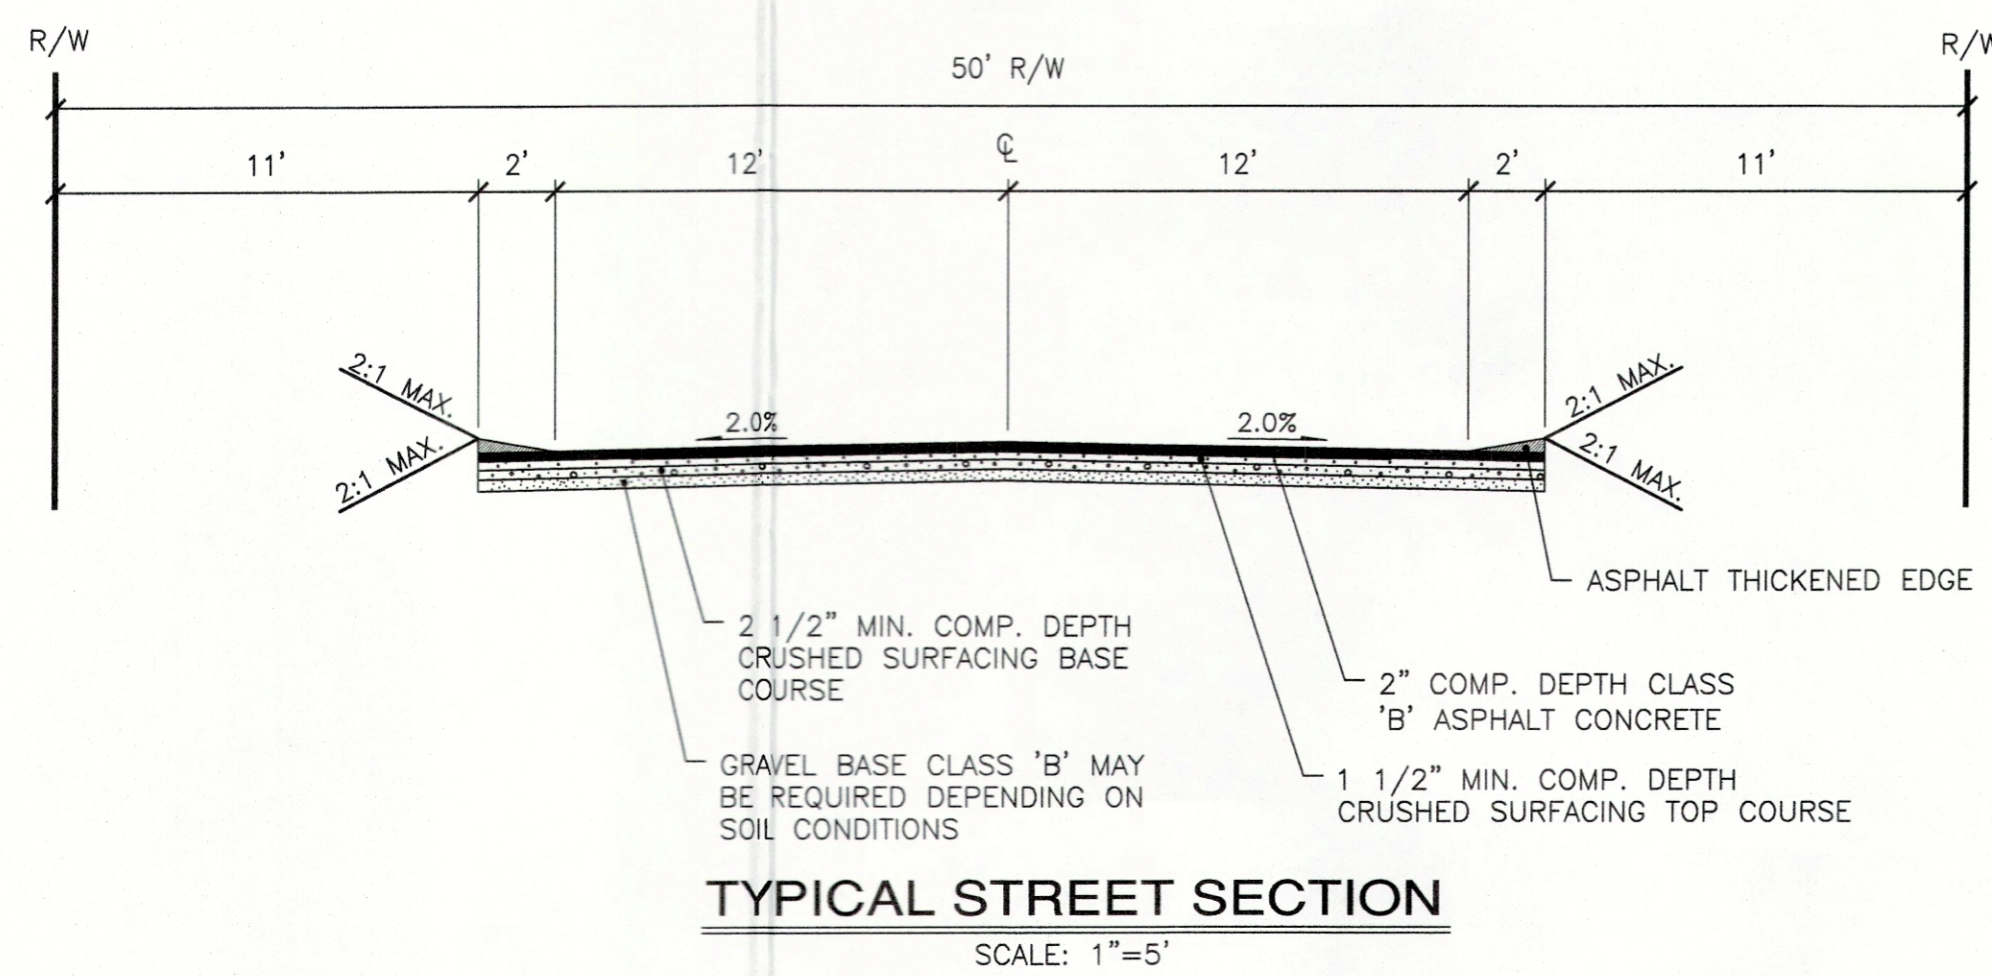 R/W
R/W
50' R/W
℄
11'
2'
12'
12'
2'
11'
2:1 MAX.
2:1 MAX.
2.0%
2.0%
2:1 MAX.
2:1 MAX.
ASPHALT THICKENED EDGE
2 1/2" MIN. COMP. DEPTH
CRUSHED SURFACING BASE
COURSE
2" COMP. DEPTH CLASS
'B' ASPHALT CONCRETE
GRAVEL BASE CLASS 'B' MAY
BE REQUIRED DEPENDING ON
SOIL CONDITIONS
1 1/2" MIN. COMP. DEPTH
CRUSHED SURFACING TOP COURSE
TYPICAL STREET SECTION
SCALE: 1"=5'